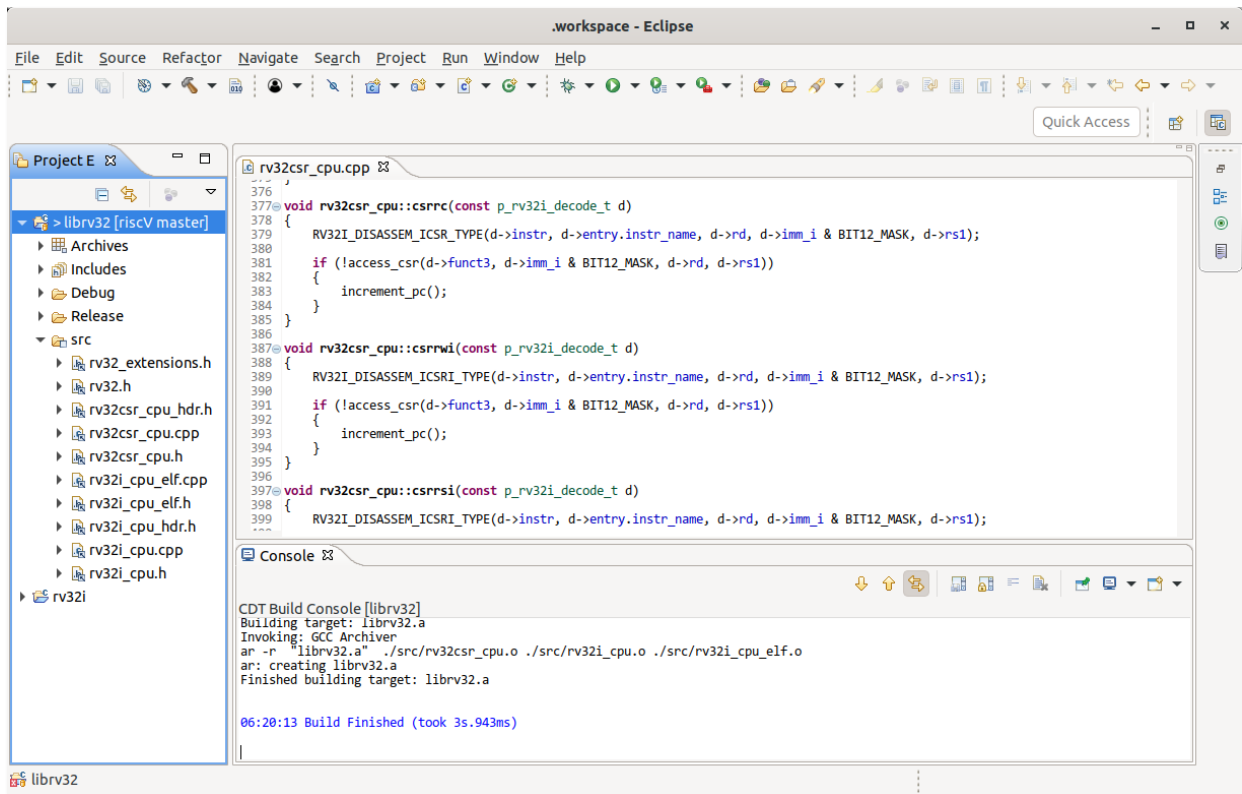 .workspace - Eclipse
File Edit Source Refactor Navigate Search Project Run Window Help
Quick Access
Project E
> librv32 [riscV master]
Archives
Includes
Debug
Release
src
rv32_extensions.h
rv32.h
rv32csr_cpu_hdr.h
rv32csr_cpu.cpp
rv32csr_cpu.h
rv32i_cpu_elf.cpp
rv32i_cpu_elf.h
rv32i_cpu_hdr.h
rv32i_cpu.cpp
rv32i_cpu.h
rv32i
rv32csr_cpu.cpp
376
377 void rv32csr_cpu::csrrc(const p_rv32i_decode_t d)
378 {
379 RV32I_DISASSEM_ICSR_TYPE(d->instr, d->entry.instr_name, d->rd, d->imm_i & BIT12_MASK, d->rs1);
380
381 if (!access_csr(d->funct3, d->imm_i & BIT12_MASK, d->rd, d->rs1))
382 {
383 increment_pc();
384 }
385 }
386
387 void rv32csr_cpu::csrrwi(const p_rv32i_decode_t d)
388 {
389 RV32I_DISASSEM_ICSRI_TYPE(d->instr, d->entry.instr_name, d->rd, d->imm_i & BIT12_MASK, d->rs1);
390
391 if (!access_csr(d->funct3, d->imm_i & BIT12_MASK, d->rd, d->rs1))
392 {
393 increment_pc();
394 }
395 }
396
397 void rv32csr_cpu::csrrsi(const p_rv32i_decode_t d)
398 {
399 RV32I_DISASSEM_ICSRI_TYPE(d->instr, d->entry.instr_name, d->rd, d->imm_i & BIT12_MASK, d->rs1);
Console
CDT Build Console [librv32]
Building target: librv32.a
Invoking: GCC Archiver
ar -r "librv32.a" ./src/rv32csr_cpu.o ./src/rv32i_cpu.o ./src/rv32i_cpu_elf.o
ar: creating librv32.a
Finished building target: librv32.a
06:20:13 Build Finished (took 3s.943ms)
librv32